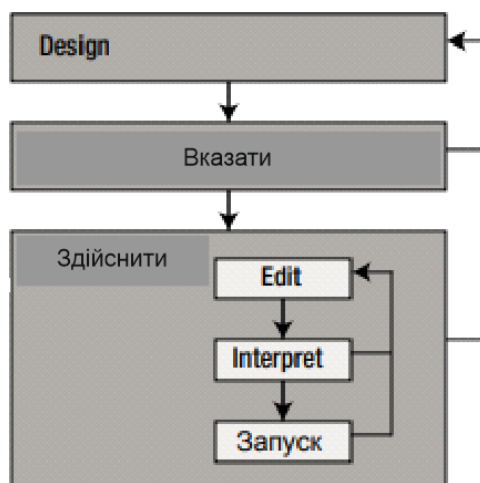 Design
Вказати
Здійснити
Edit
Interpret
Запуск